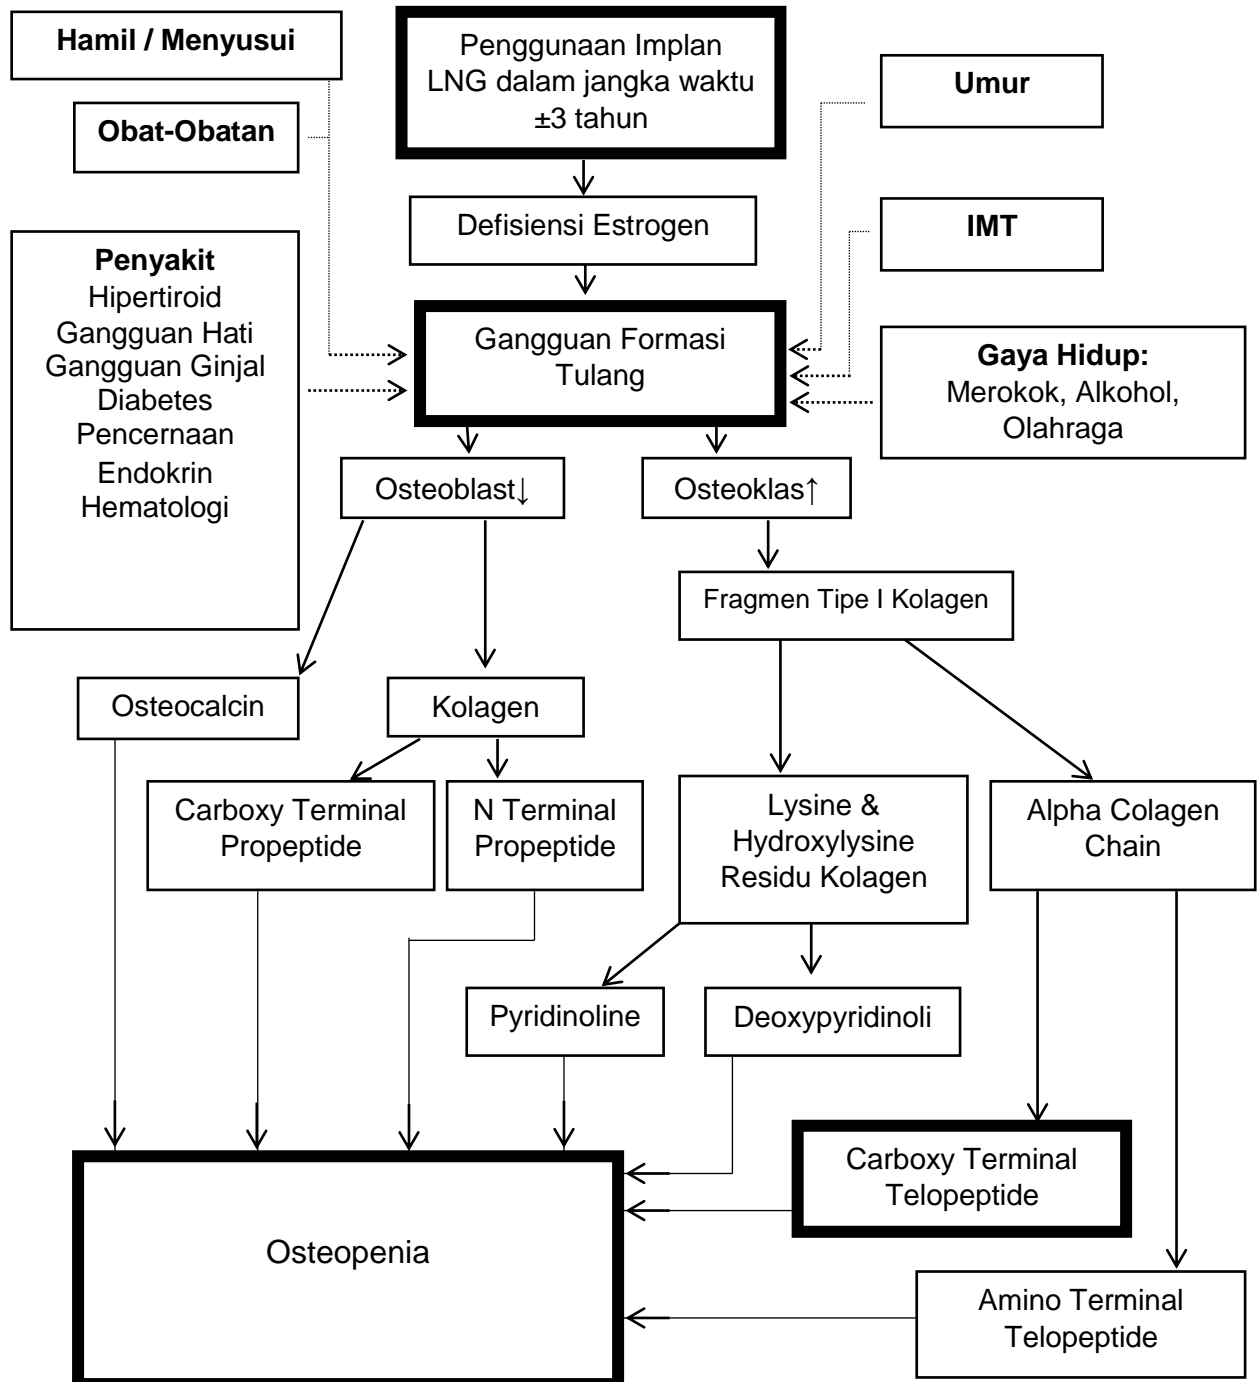 Hamil / Menyusui
Obat-Obatan
Penggunaan Implan
LNG dalam jangka waktu
±3 tahun
Umur
Defisiensi Estrogen
IMT
Penyakit
Hipertiroid
Gangguan Hati
Gangguan Ginjal
Diabetes
Pencernaan
Endokrin
Hematologi
Gangguan Formasi
Tulang
Gaya Hidup:
Merokok, Alkohol,
Olahraga
Osteoblast↓
Osteoklas↑
Fragmen Tipe I Kolagen
Osteocalcin
Kolagen
Carboxy Terminal
Propeptide
N Terminal
Propeptide
Lysine &
Hydroxylysine
Residu Kolagen
Alpha Colagen
Chain
Pyridinoline
Deoxypyridinoli
Carboxy Terminal
Telopeptide
Osteopenia
Amino Terminal
Telopeptide